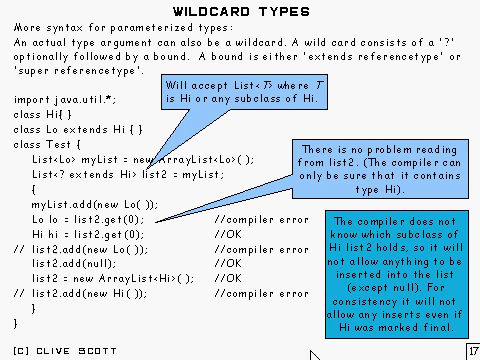 WILDCARD TYPES
More syntax for parameterized types:
An actual type argument can also be a wildcard. A wild card consists of a '?'
optionally followed by a bound. A bound is either 'extends referencetype' or
'super referencetype'.
Will accept List<T> where T
is Hi or any subclass of Hi.
import java.util.*;
class Hi{ }
class Lo extends Hi { }
class Test {
List<Lo> myList = new ArrayList<Lo>( );
List<? extends Hi> list2 = myList;
{
myList.add(new Lo( ));
Lo lo = list2.get(0); //compiler error
Hi hi = list2.get(0); //OK
// list2.add(new Lo( )); //compiler error
list2.add(null); //OK
list2 = new ArrayList<Hi>( ); //OK
// list2.add(new Hi( )); //compiler error
}
}
There is no problem reading
from list2. (The compiler can
only be sure that it contains
type Hi).
The compiler does not
know which subclass of
Hi list2 holds, so it will
not allow anything to be
inserted into the list
(except null). For
consistency it will not
allow any inserts even if
Hi was marked final.
[C] CLIVE SCOTT
17